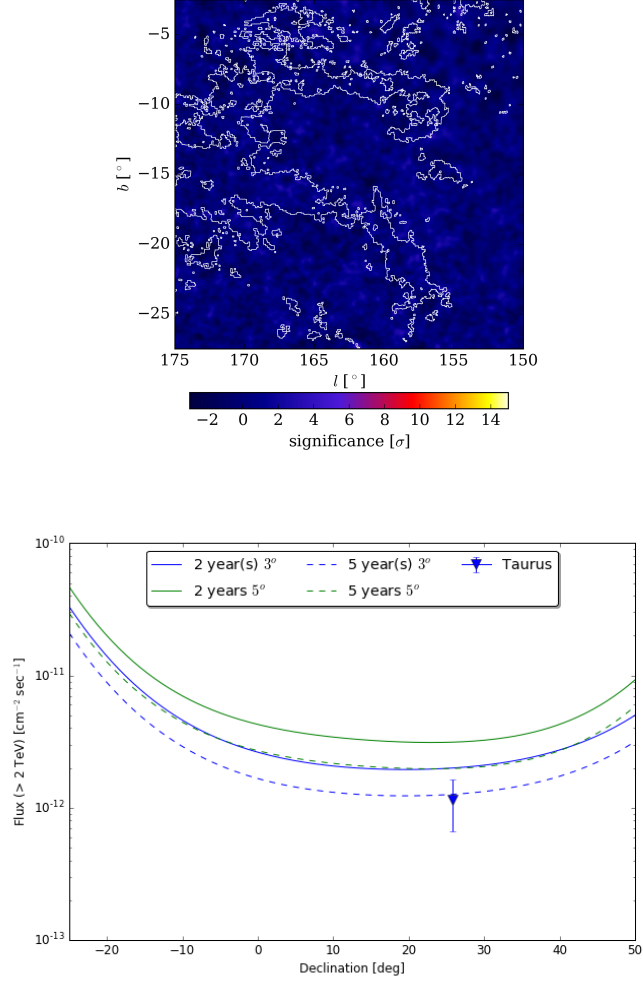 −5
−10
−15
−20
−25
b [°]
175 170 165 160 155 150
l [°]
−2 0 2 4 6 8 10 12 14
significance [σ]
10⁻¹⁰
10⁻¹¹
10⁻¹²
10⁻¹³
Flux (> 2 TeV) [cm⁻² sec⁻¹]
2 year(s) 3° 5 year(s) 3° Taurus
2 years 5° 5 years 5°
−20 −10 0 10 20 30 40 50
Declination [deg]